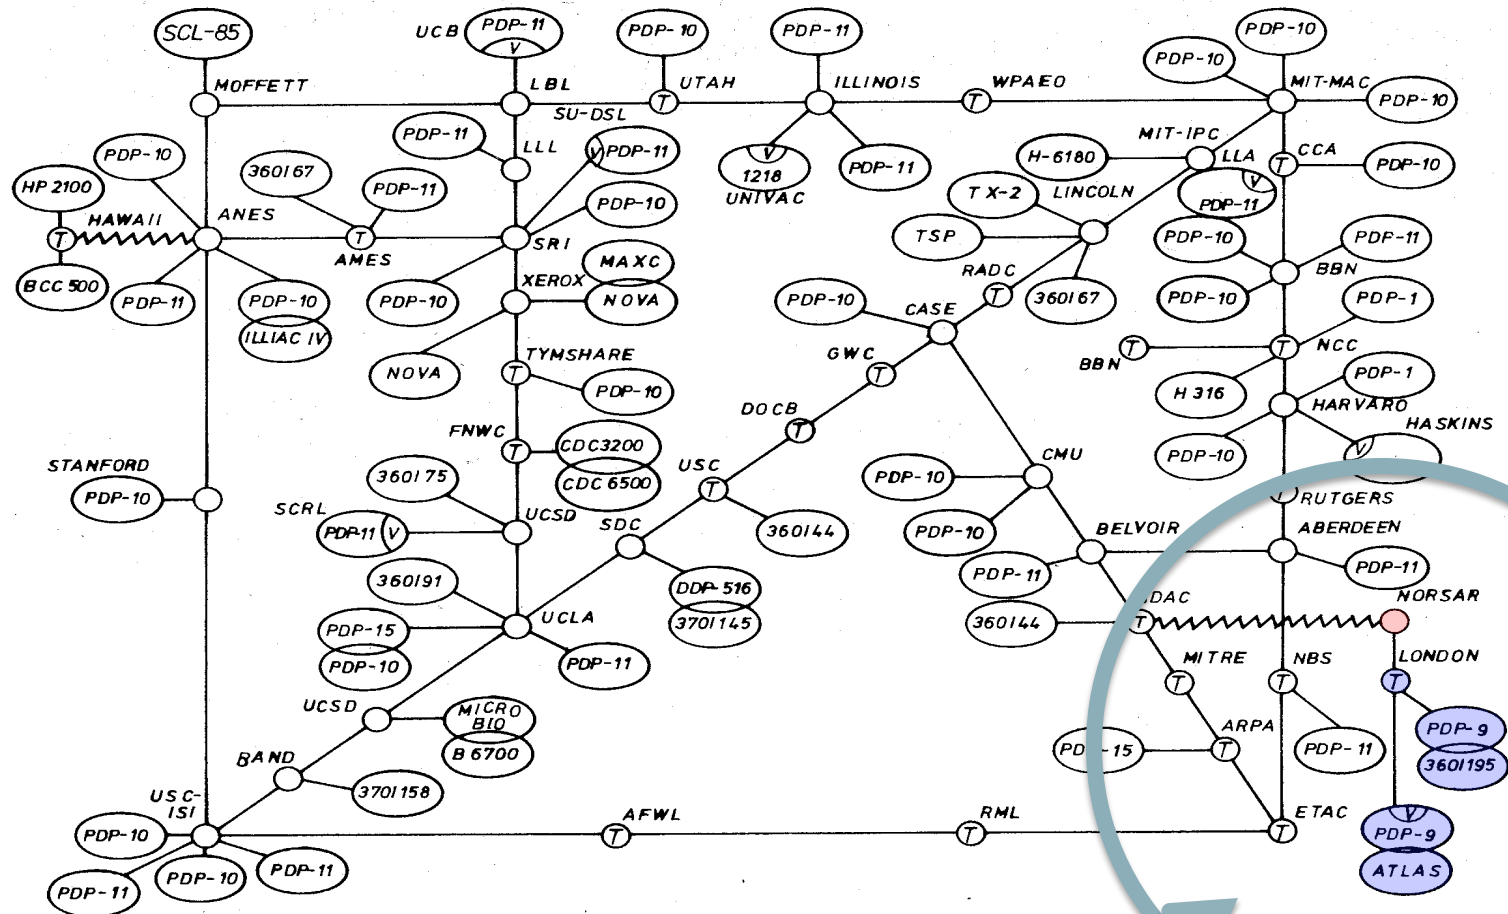 SCL-85
UCB
PDP-11
V
PDP-10
PDP-11
PDP-10
PDP-10
MOFFETT
LBL
UTAH
ILLINOIS
WPAEO
MIT-MAC
PDP-10
T
T
SU-DSL
PDP-10
PDP-11
LLL
V
PDP-11
MIT-IPC
H-6180
LLA
CCA
T
PDP-10
360/67
PDP-11
V
1218
UNIVAC
PDP-11
V
PDP-11
HP 2100
HAWAII
T
ANES
T
AMES
SRI
PDP-10
TX-2
LINCOLN
TSP
PDP-10
PDP-11
BCC 500
PDP-11
PDP-10
ILLIAC IV
PDP-10
XEROX
MAXC
NOVA
RADC
T
360/67
PDP-10
BBN
PDP-1
PDP-10
CASE
NOVA
TYMSHARE
T
PDP-10
GWC
T
BBN
T
T
NCC
H 316
PDP-1
HARVARO
DOCB
T
HASKINS
V
PDP-10
FNWC
T
CDC3200
CDC 6500
STANFORD
PDP-10
360/75
USC
T
CMU
PDP-10
RUTGERS
SCRL
PDP-11
V
UCSD
SDC
360/44
PDP-10
BELVOIR
ABERDEEN
360/91
DDP-516
370/145
PDP-11
PDP-11
PDP-15
PDP-10
UCLA
PDP-11
360/44
DAC
T
NORSAR
MITRE
T
NBS
T
LONDON
T
UCSD
MICRO
BIO
B 6700
ARPA
T
PDP-11
PDP-9
360/195
BAND
370/158
USC-
ISI
PDP-10
PDP-11
PDP-10
PDP-11
AFWL
T
RML
T
ETAC
T
V
PDP-9
ATLAS